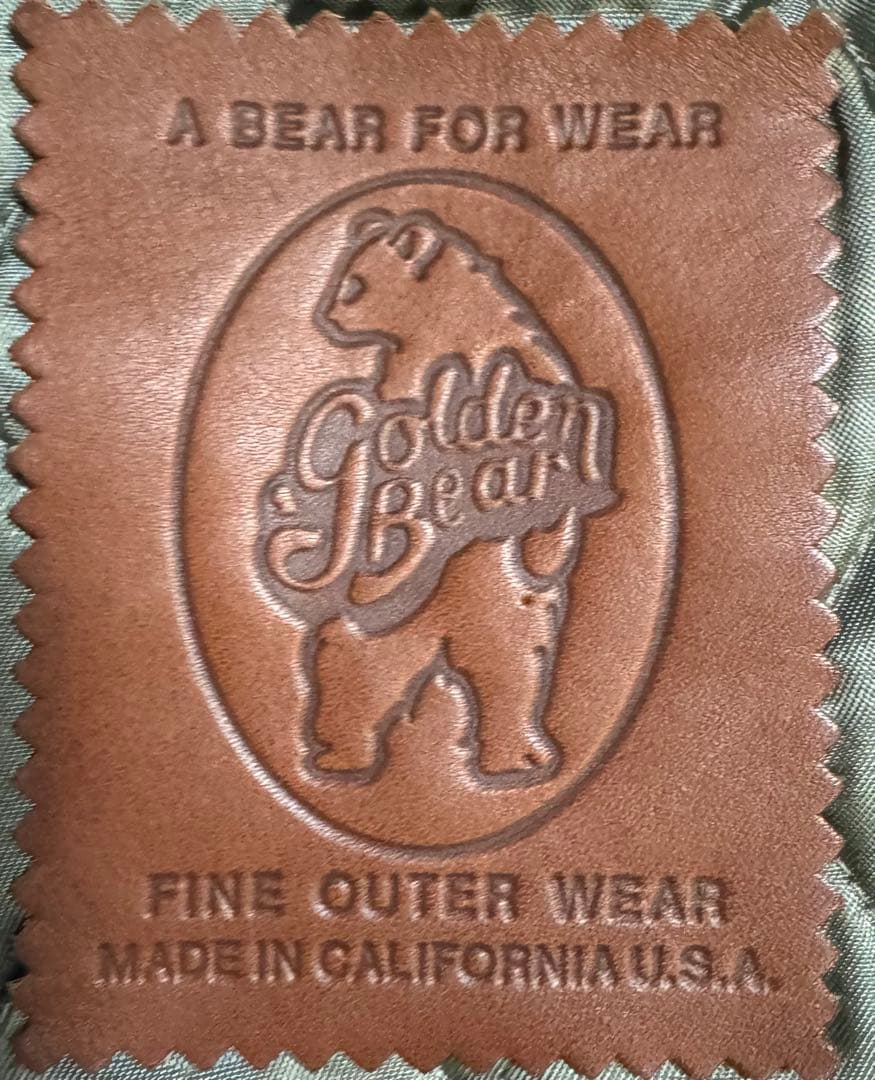 A BEAR FOR WEAR
Golden
Bear
FINE OUTER WEAR
MADE IN CALIFORNIA U.S.A.